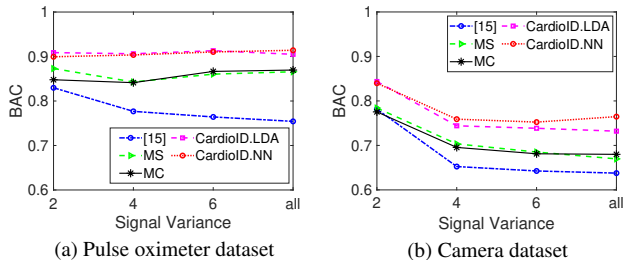 1
0.9
0.8
0.7
0.6
BAC
2
4
6
all
Signal Variance
[15]
MS
MC
CardioID.LDA
CardioID.NN
(a) Pulse oximeter dataset
1
0.9
0.8
0.7
0.6
BAC
2
4
6
all
Signal Variance
[15]
MS
MC
CardioID.LDA
CardioID.NN
(b) Camera dataset